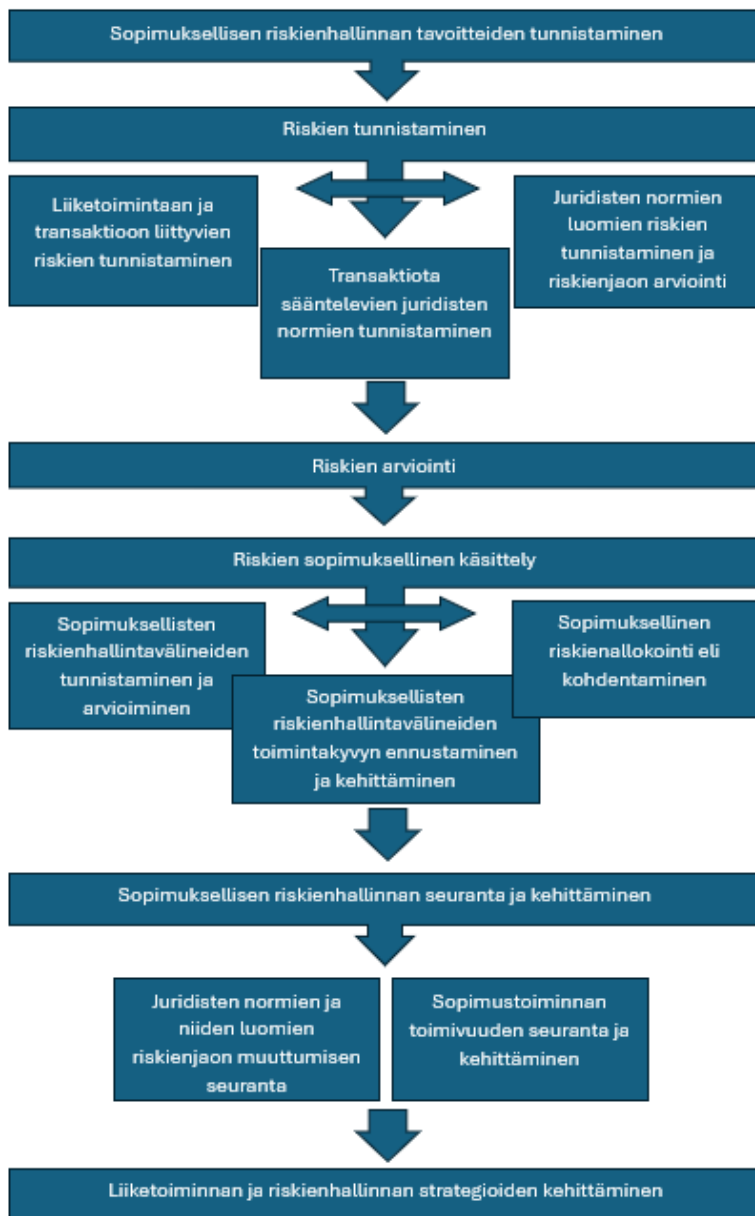 Sopimuksellisen riskienhallinnan tavoitteiden tunnistaminen
Riskien tunnistaminen
Liiketoimintaan ja
transaktioon liittyvien
riskien tunnistaminen
Transaktiota
sääntelevien juridisten
normien tunnistaminen
Juridisten normien
luomien riskien
tunnistaminen ja
riskienjaon arviointi
Riskien arviointi
Riskien sopimuksellinen käsittely
Sopimuksellisten
riskienhallintavälineiden
tunnistaminen ja
arvioiminen
Sopimuksellisten
riskienhallintavälineiden
toimintakyvyn ennustaminen
ja kehittäminen
Sopimuksellinen
riskienallokointi eli
kohdentaminen
Sopimuksellisen riskienhallinnan seuranta ja kehittäminen
Juridisten normien ja
niiden luomien
riskienjaon muuttumisen
seuranta
Sopimustoiminnan
toimivuuden seuranta ja
kehittäminen
Liiketoiminnan ja riskienhallinnan strategioiden kehittäminen